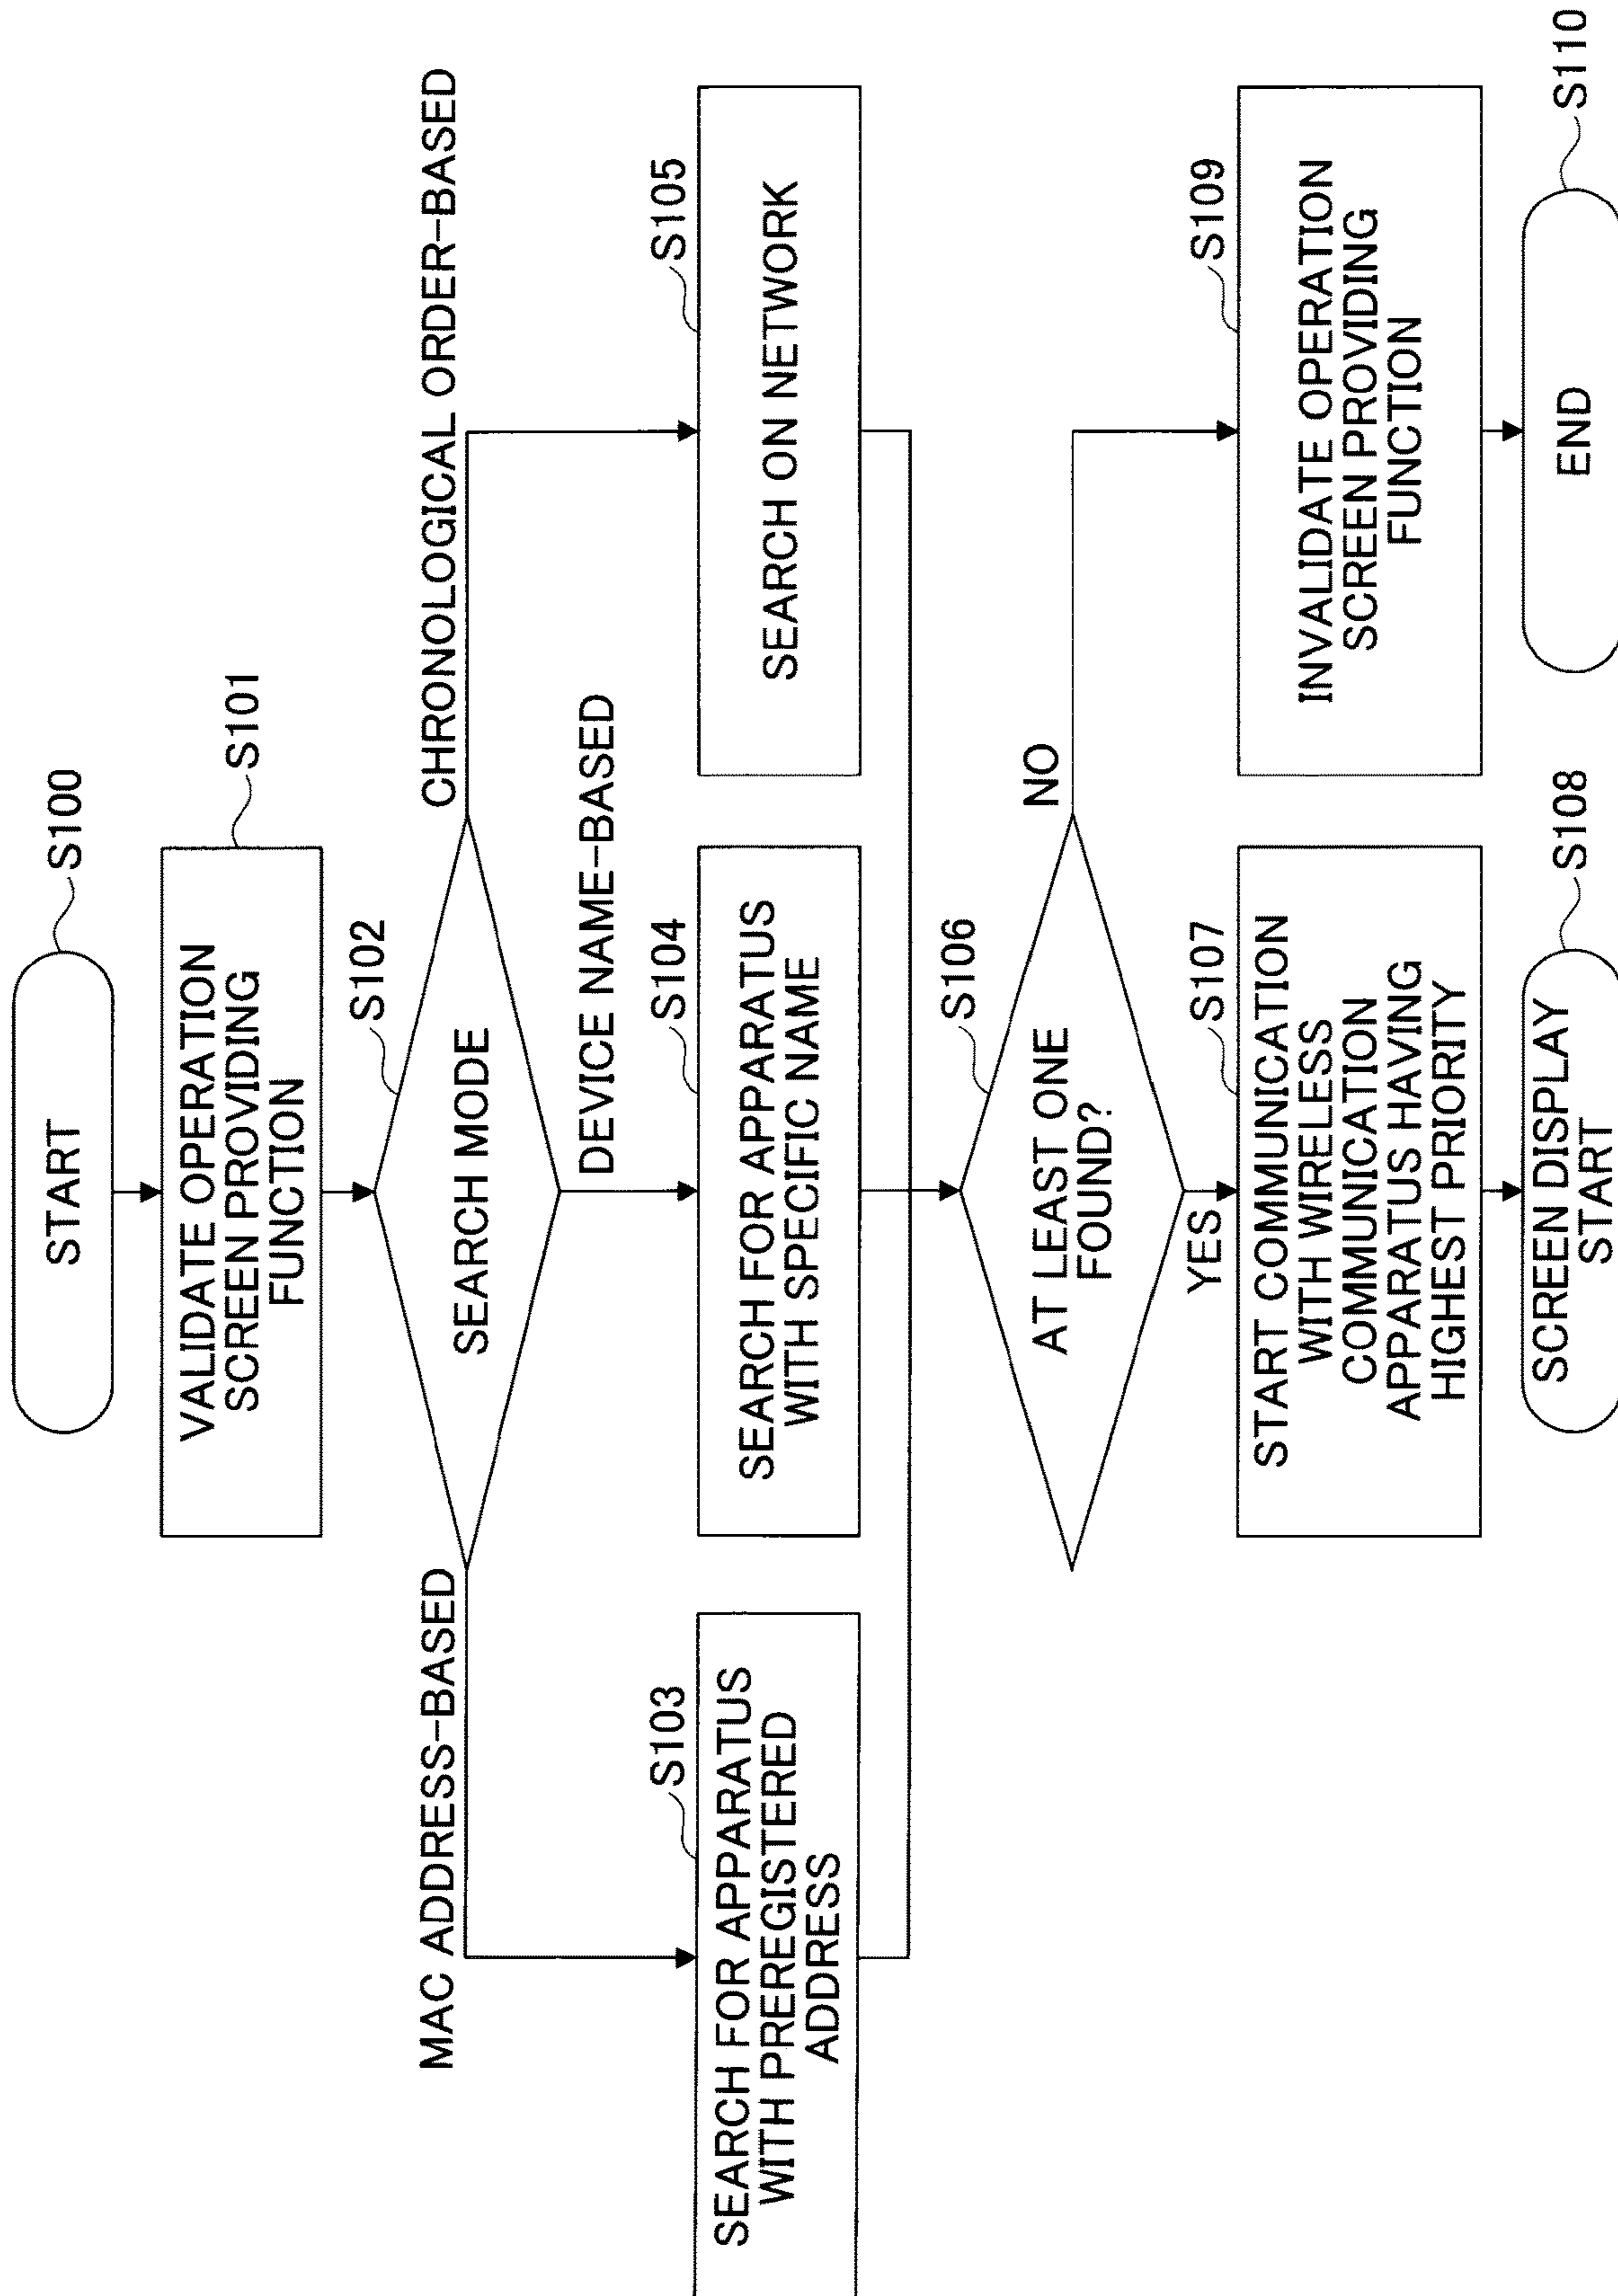 START
S100
VALIDATE OPERATION
SCREEN PROVIDING
FUNCTION
S101
SEARCH MODE
S102
MAC ADDRESS-BASED
DEVICE NAME-BASED
CHRONOLOGICAL ORDER-BASED
SEARCH FOR APPARATUS
WITH PREREGISTERED
ADDRESS
S103
SEARCH FOR APPARATUS
WITH SPECIFIC NAME
S104
SEARCH ON NETWORK
S105
AT LEAST ONE
FOUND?
S106
YES
NO
START COMMUNICATION
WITH WIRELESS
COMMUNICATION
APPARATUS HAVING
HIGHEST PRIORITY
S107
INVALIDATE OPERATION
SCREEN PROVIDING
FUNCTION
S109
SCREEN DISPLAY
START
S108
END
S110